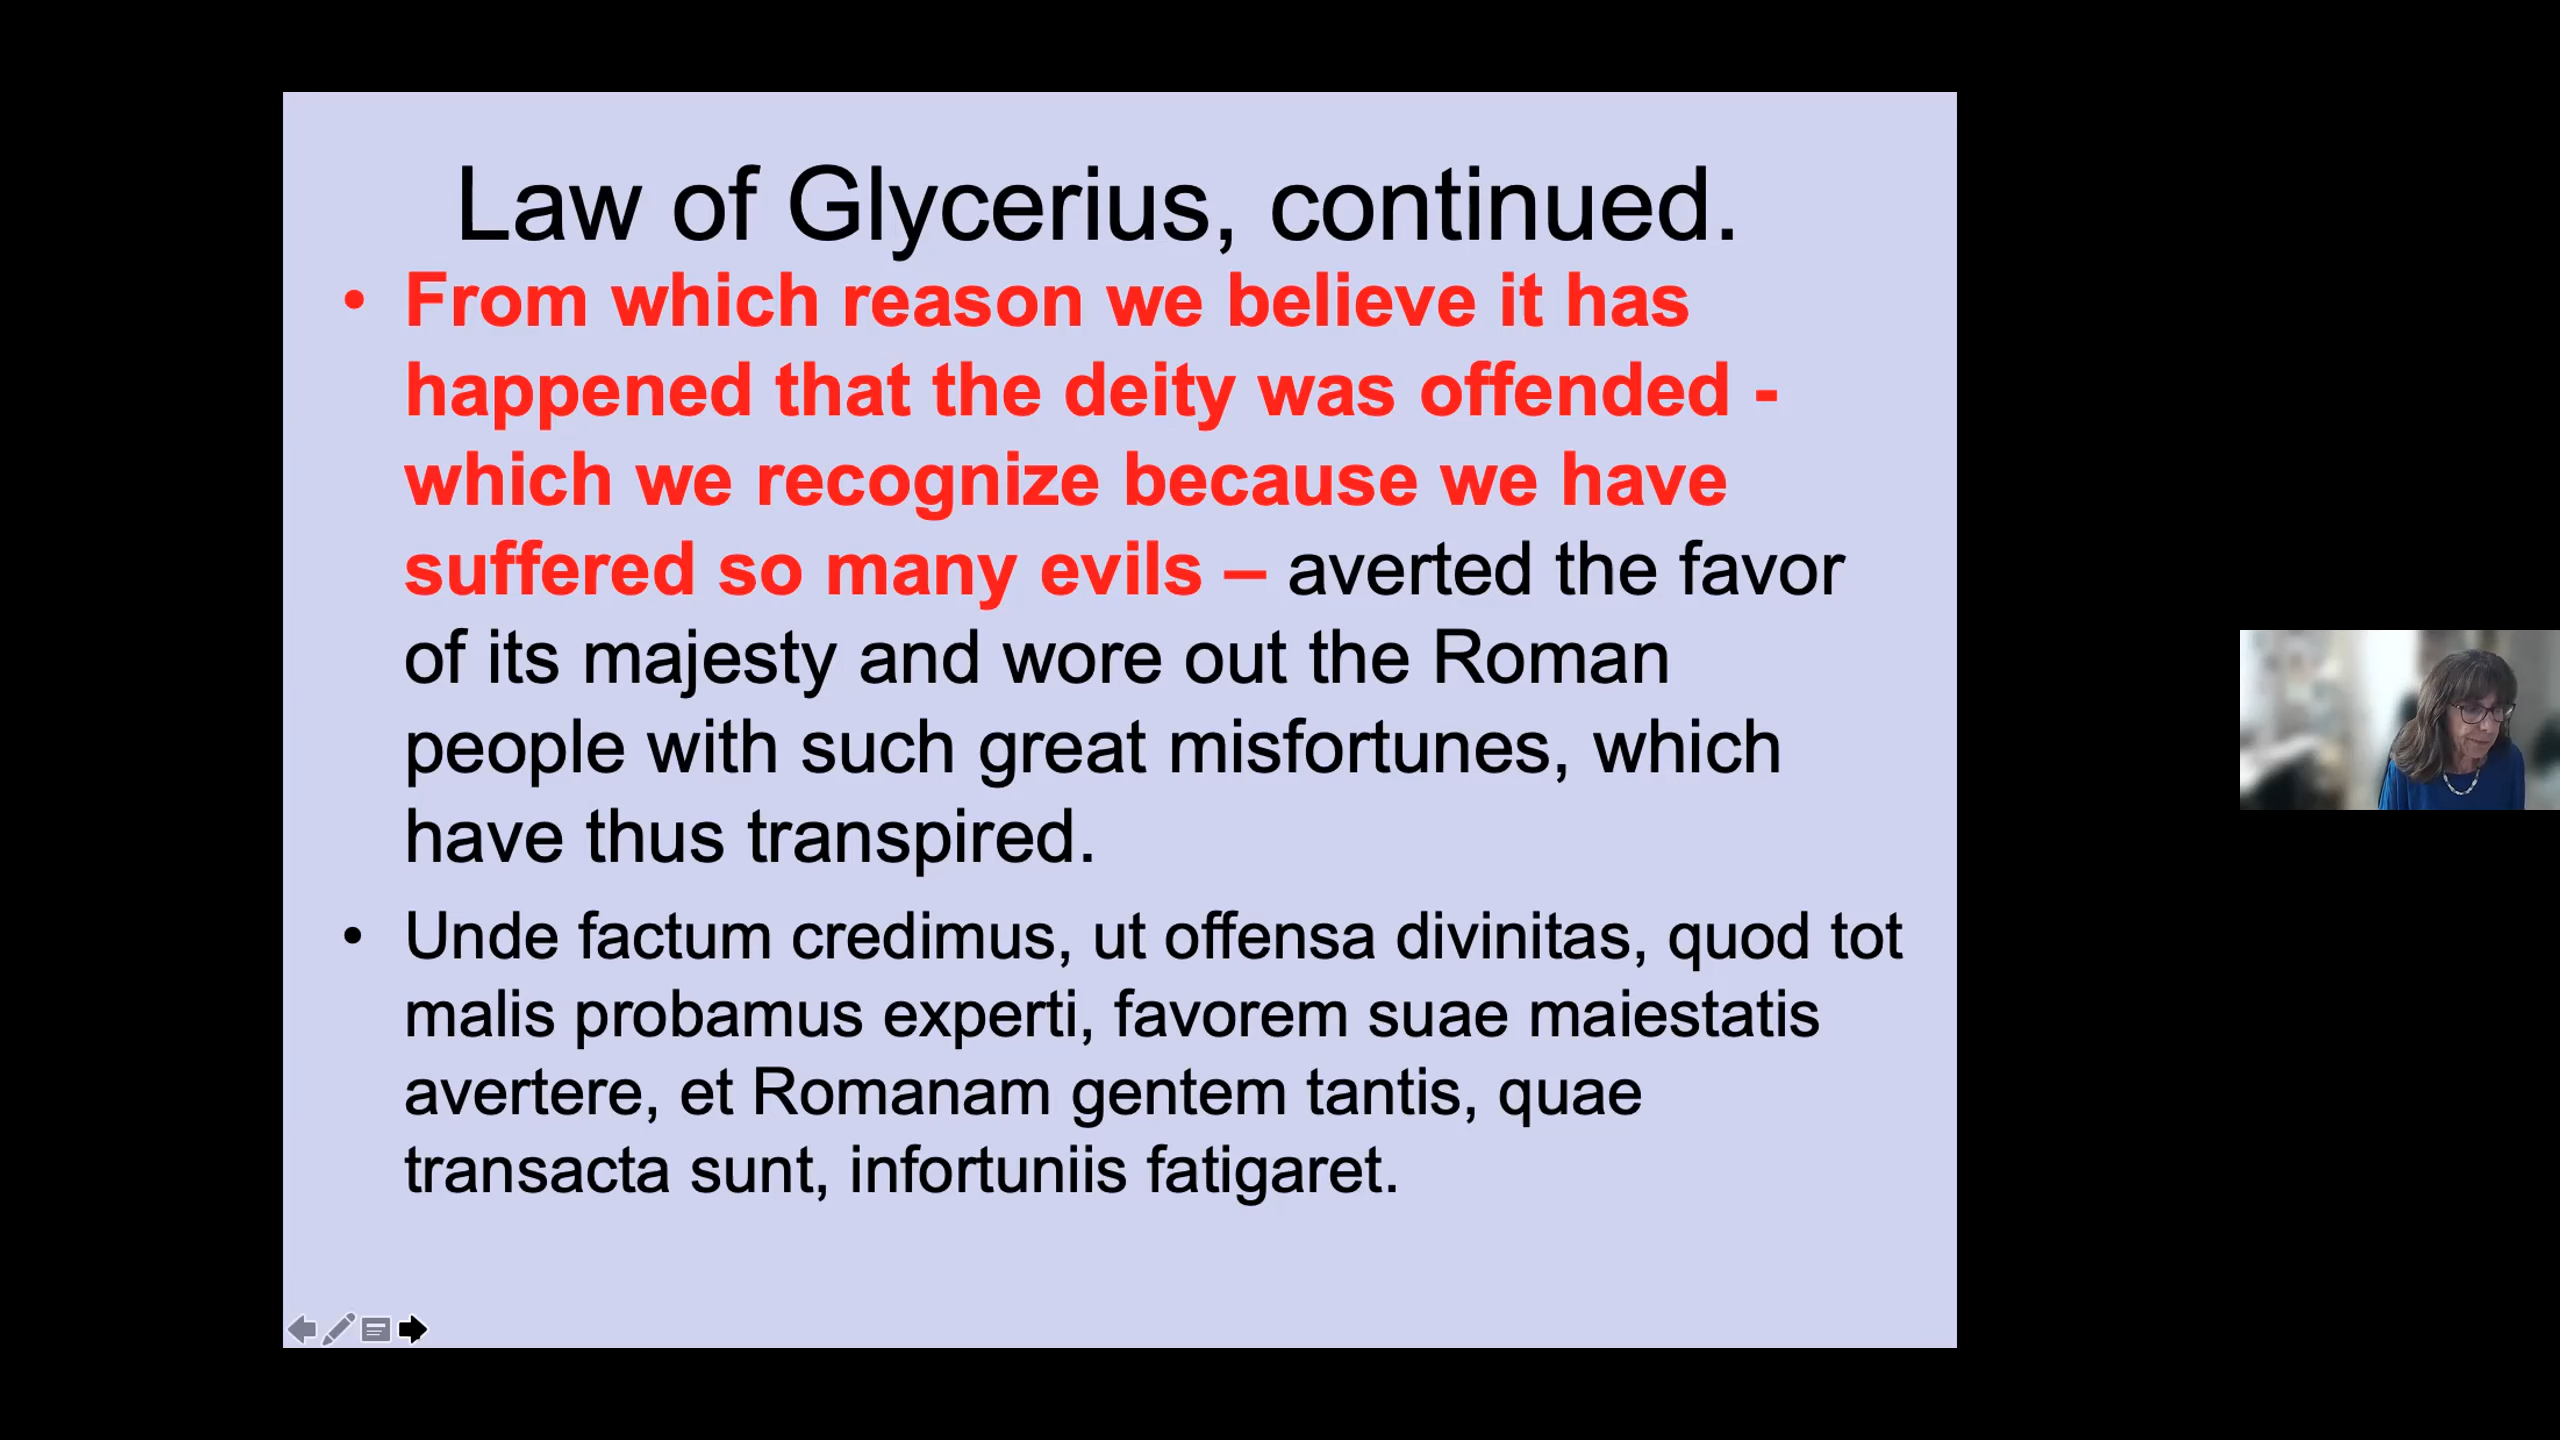 Law of Glycerius, continued.
• From which reason we believe it has
happened that the deity was offended -
which we recognize because we have
suffered so many evils – averted the favor
of its majesty and wore out the Roman
people with such great misfortunes, which
have thus transpired.
• Unde factum credimus, ut offensa divinitas, quod tot
malis probamus experti, favorem suae maiestatis
avertere, et Romanam gentem tantis, quae
transacta sunt, infortuniis fatigaret.